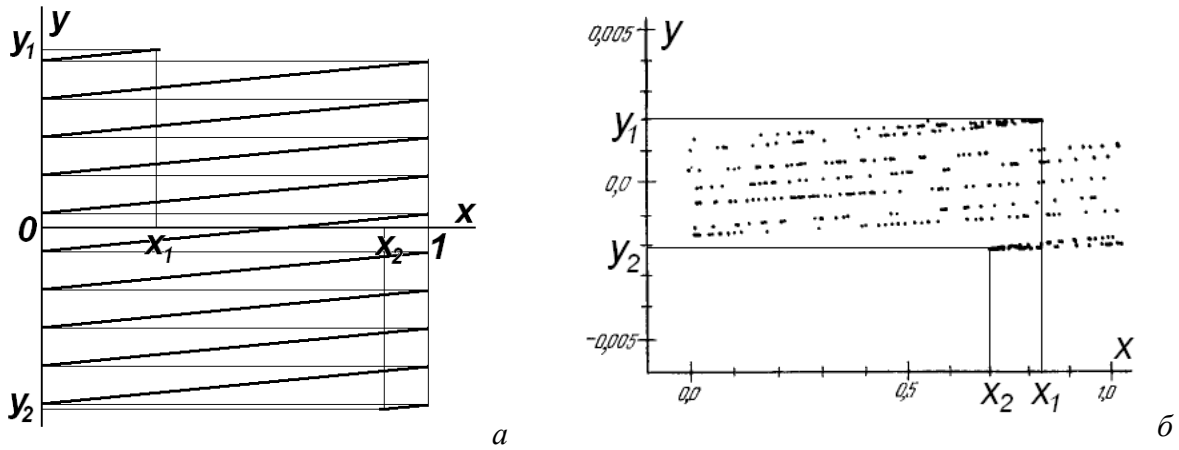 y
y₁
0
x
x₁
x₂
1
y₂
а
0,005
y
y₁
0,0
y₂
-0,005
x
0,0
0,5
x₂
x₁
1,0
б